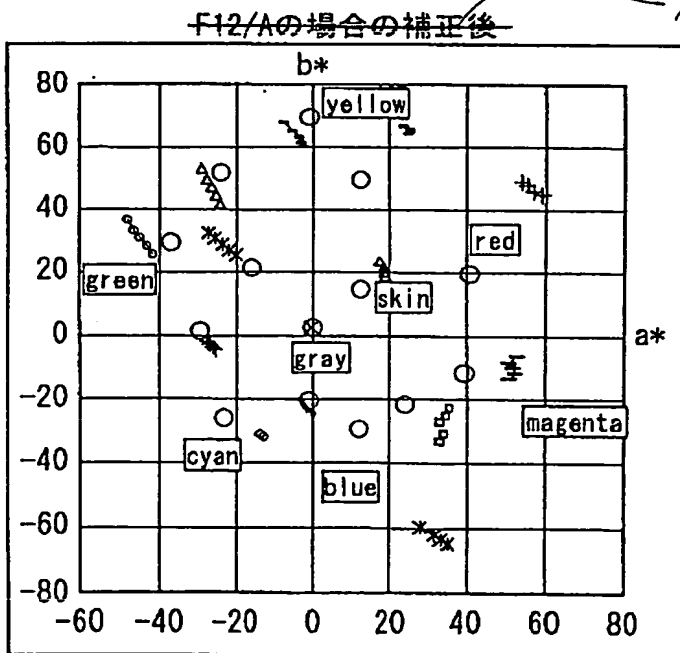 F12/Aの場合の補正後
b*
80
60
40
20
0
-20
-40
-60
-80
-60 -40 -20 0 20 40 60 80
a*
yellow
red
green
skin
gray
magenta
cyan
blue